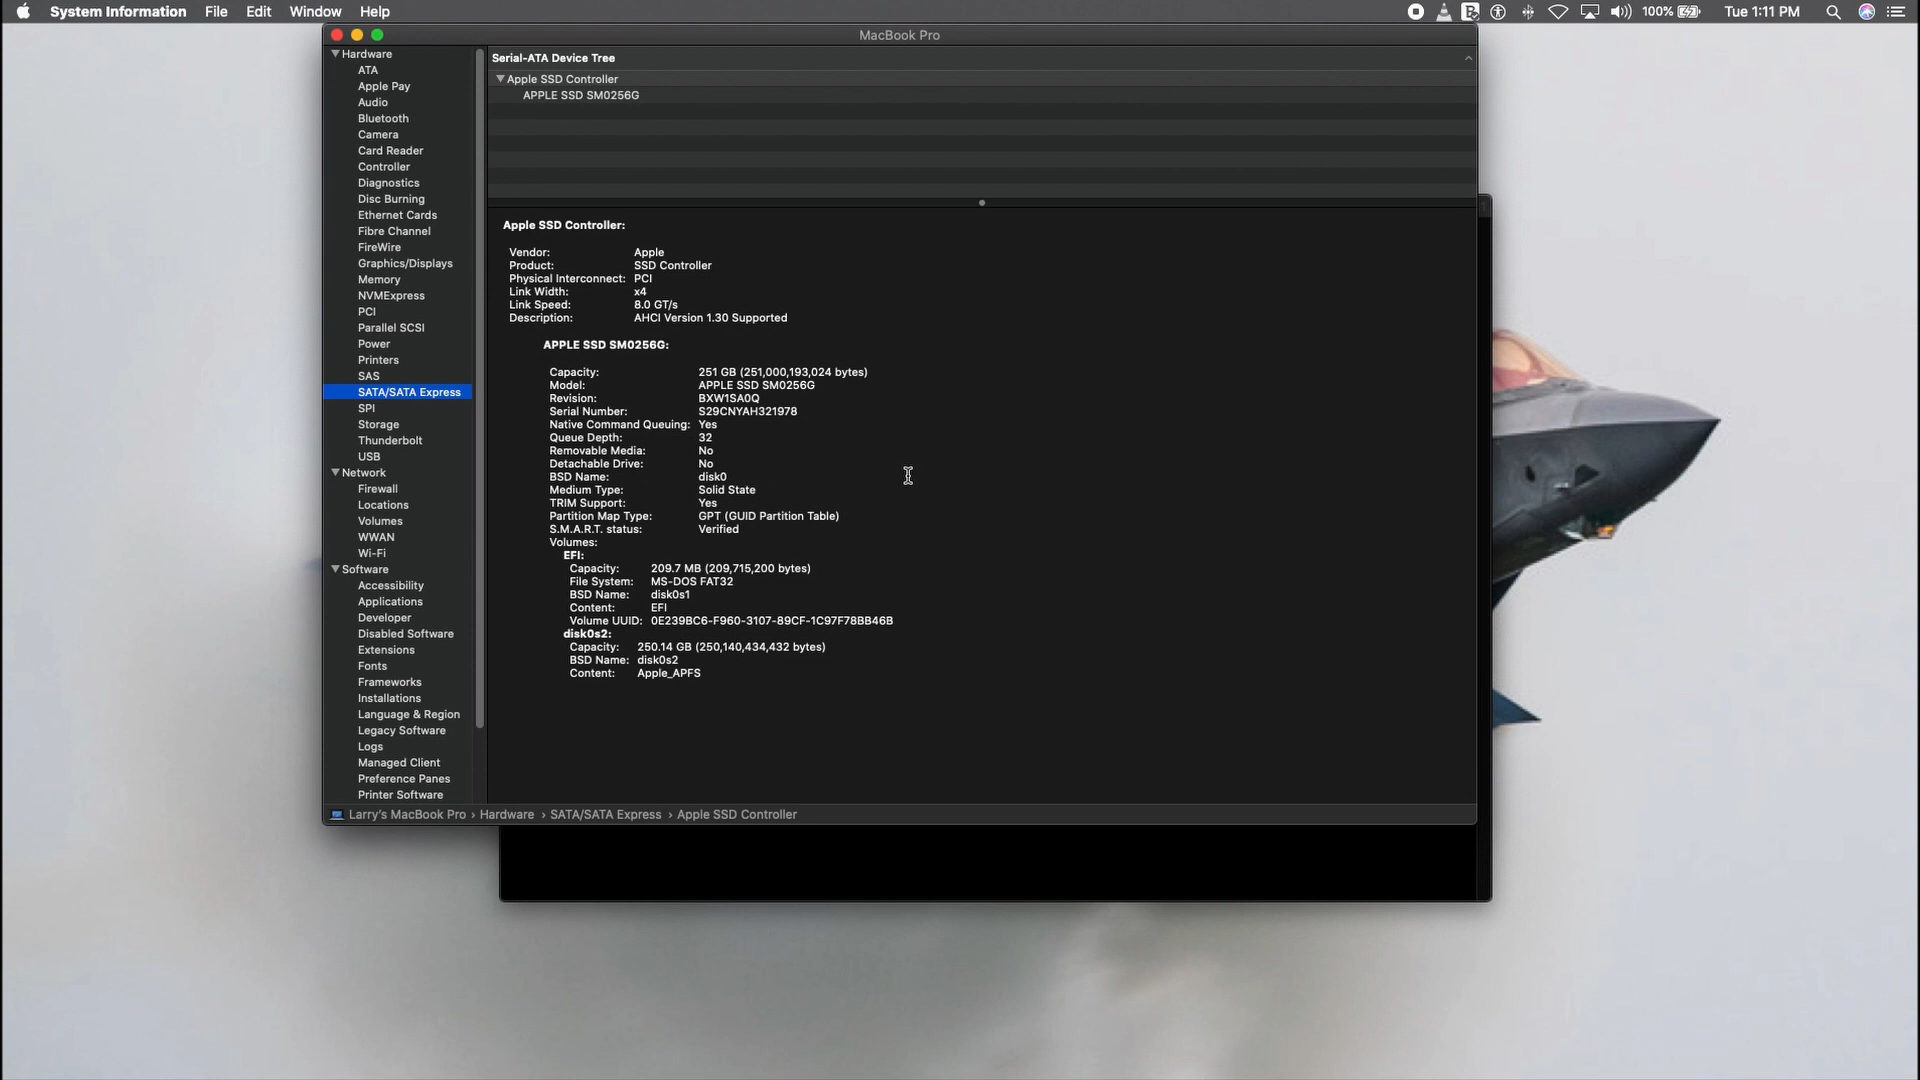 System Information File Edit Window Help 100% Tue 1:11 PM
MacBook Pro
Hardware
ATA
Apple Pay
Audio
Bluetooth
Camera
Card Reader
Controller
Diagnostics
Disc Burning
Ethernet Cards
Fibre Channel
FireWire
Graphics/Displays
Memory
NVMExpress
PCI
Parallel SCSI
Power
Printers
SAS
SATA/SATA Express
SPI
Storage
Thunderbolt
USB
Network
Firewall
Locations
Volumes
WWAN
Wi-Fi
Software
Accessibility
Applications
Developer
Disabled Software
Extensions
Fonts
Frameworks
Installations
Language & Region
Legacy Software
Logs
Managed Client
Preference Panes
Printer Software
Serial-ATA Device Tree
Apple SSD Controller
APPLE SSD SM0256G
Apple SSD Controller:
Vendor: Apple
Product: SSD Controller
Physical Interconnect: PCI
Link Width: x4
Link Speed: 8.0 GT/s
Description: AHCI Version 1.30 Supported
APPLE SSD SM0256G:
Capacity: 251 GB (251,000,193,024 bytes)
Model: APPLE SSD SM0256G
Revision: BXW1SA0Q
Serial Number: S29CNYAH321978
Native Command Queuing: Yes
Queue Depth: 32
Removable Media: No
Detachable Drive: No
BSD Name: disk0
Medium Type: Solid State
TRIM Support: Yes
Partition Map Type: GPT (GUID Partition Table)
S.M.A.R.T. status: Verified
Volumes:
EFI:
Capacity: 209.7 MB (209,715,200 bytes)
File System: MS-DOS FAT32
BSD Name: disk0s1
Content: EFI
Volume UUID: 0E239BC6-F960-3107-89CF-1C97F78BB46B
disk0s2:
Capacity: 250.14 GB (250,140,434,432 bytes)
BSD Name: disk0s2
Content: Apple_APFS
Larry's MacBook Pro › Hardware › SATA/SATA Express › Apple SSD Controller